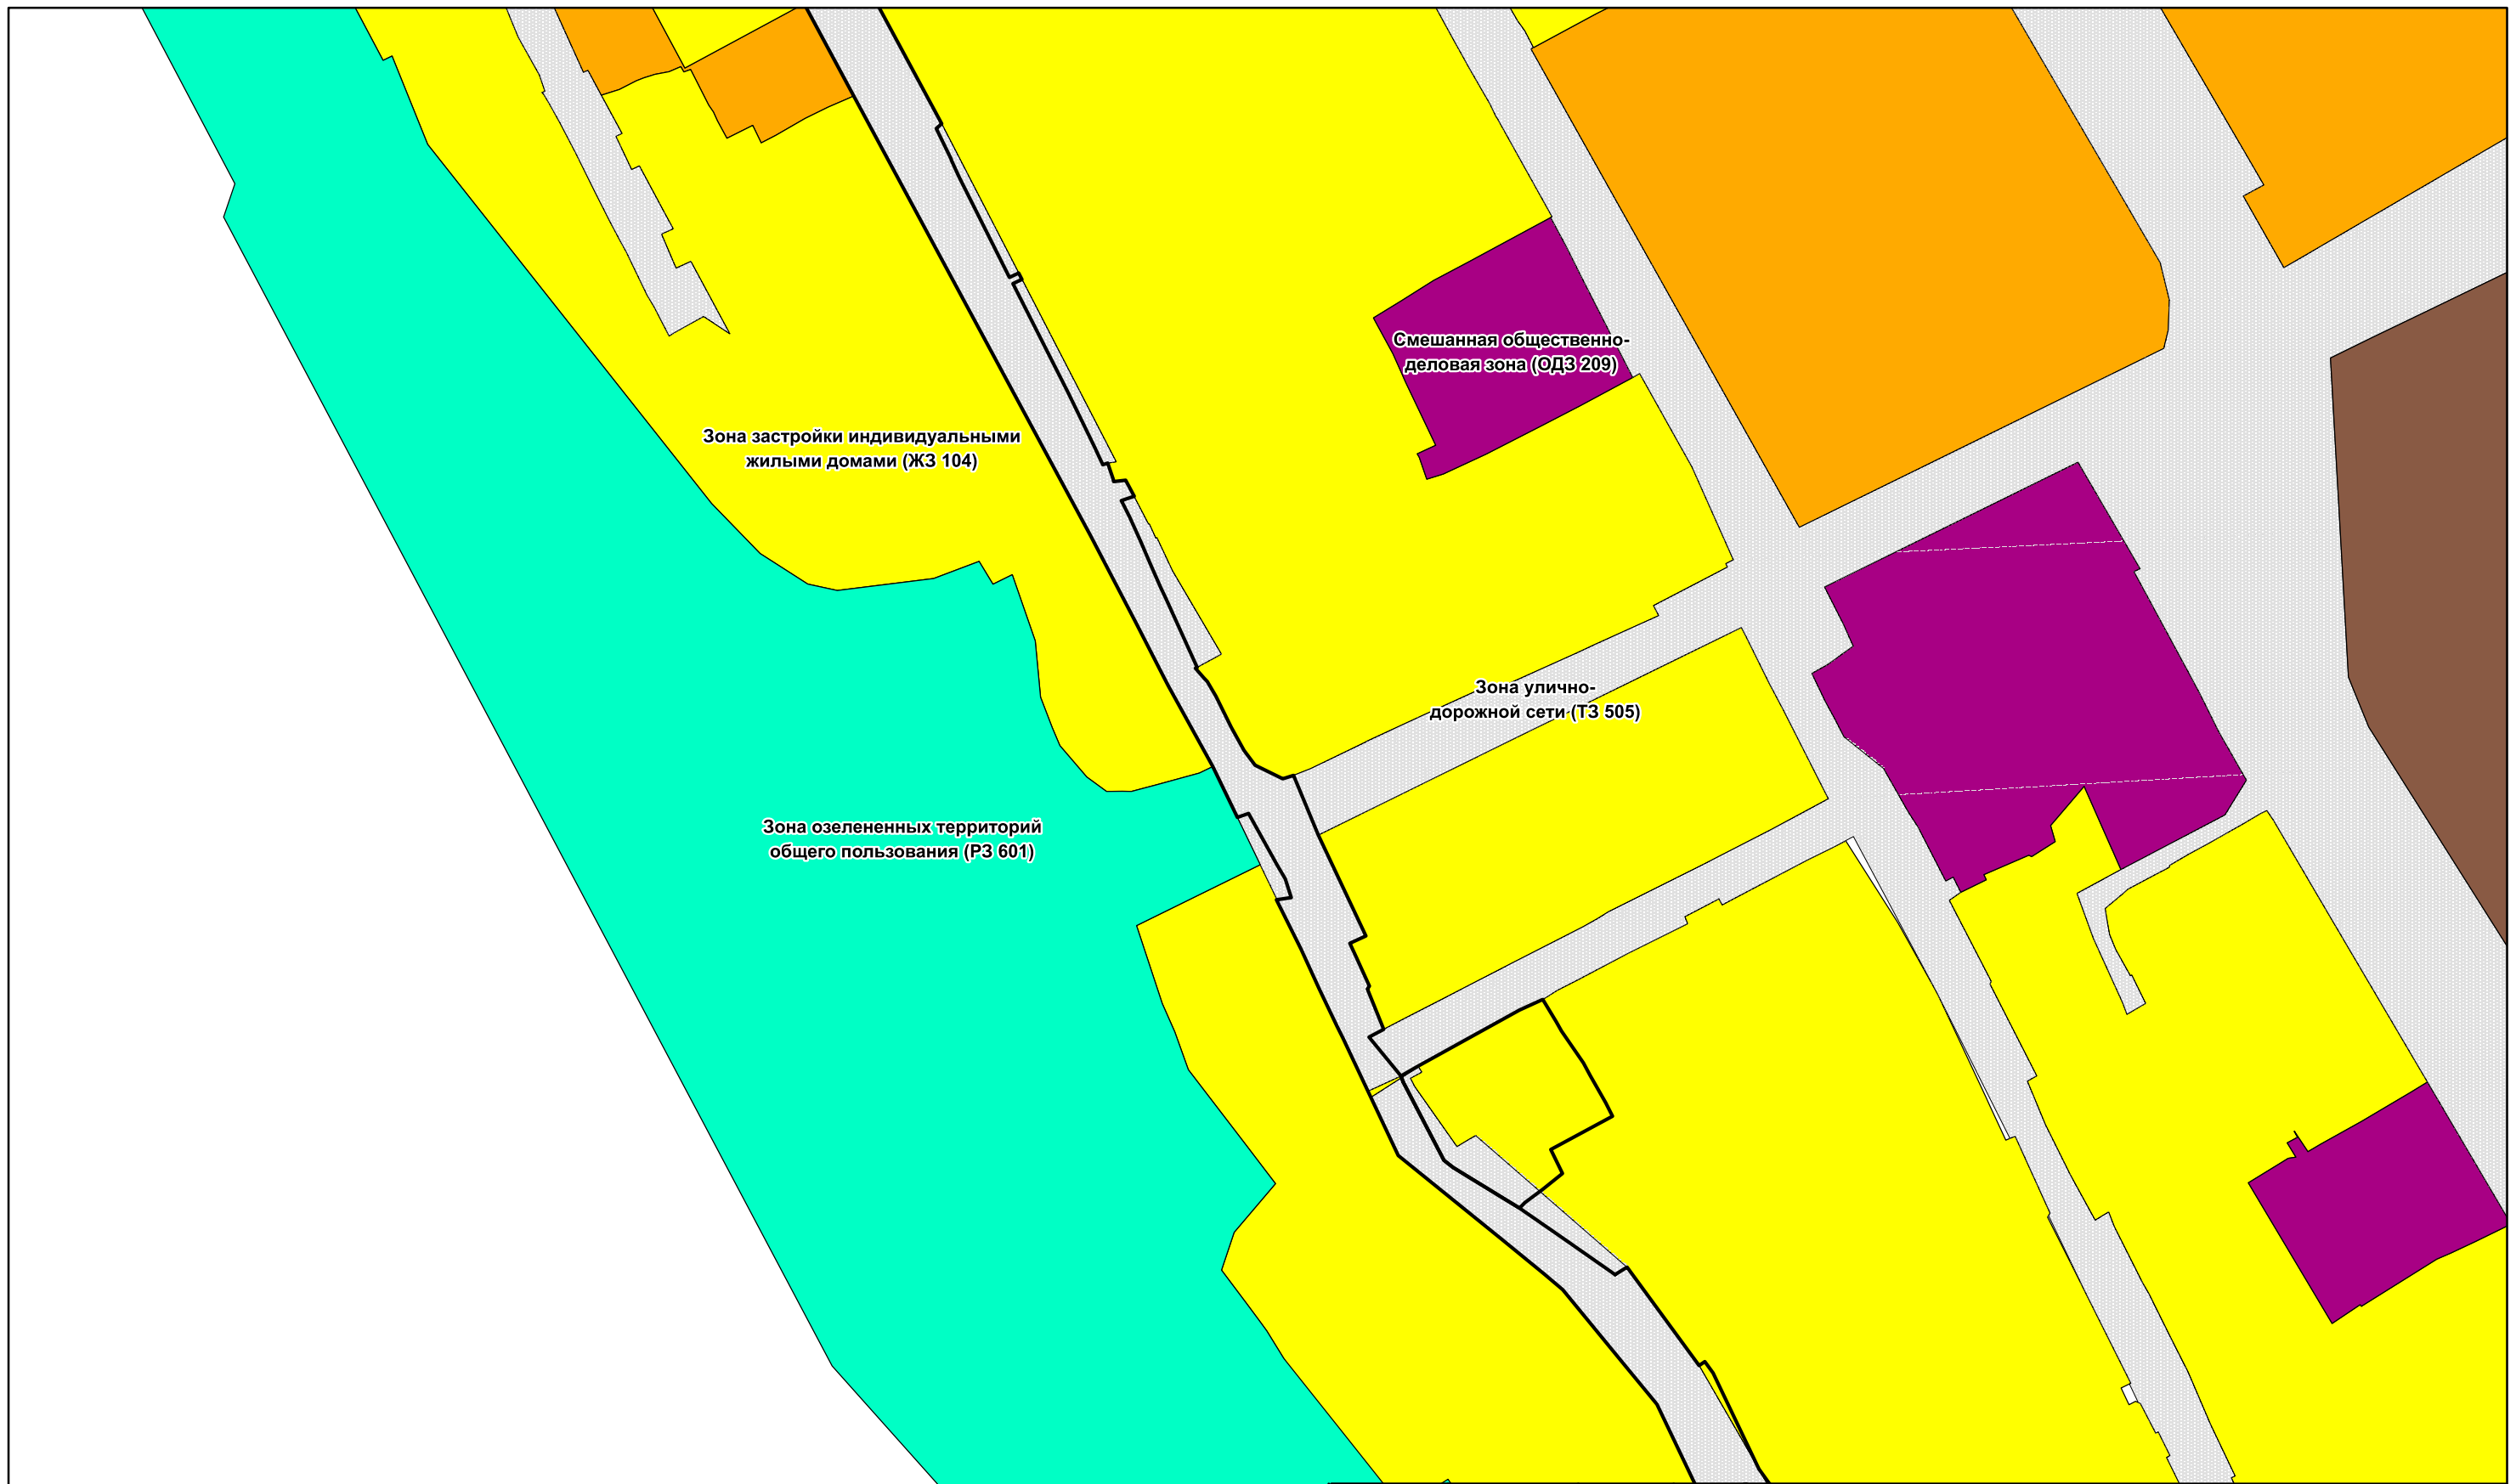 Смешанная общественно-
деловая зона (ОДЗ 209)
Зона застройки индивидуальными
жилыми домами (ЖЗ 104)
Зона улично-
дорожной сети (ТЗ 505)
Зона озелененных территорий
общего пользования (РЗ 601)